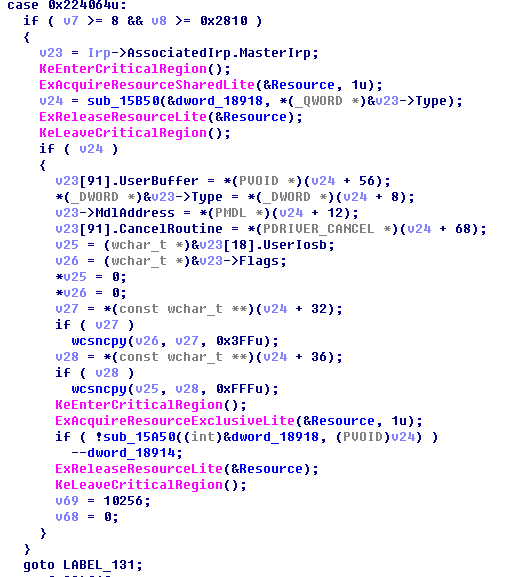 case 0x224064u:
if ( v7 >= 8 && v8 >= 0x2810 )
{
v23 = Irp->AssociatedIrp.MasterIrp;
KeEnterCriticalRegion();
ExAcquireResourceSharedLite(&Resource, 1u);
v24 = sub_15B50(&dword_18918, *(_QWORD *)&v23->Type);
ExReleaseResourceLite(&Resource);
KeLeaveCriticalRegion();
if ( v24 )
{
v23[91].UserBuffer = *(PVOID *)(v24 + 56);
*(_DWORD *)&v23->Type = *(_DWORD *)(v24 + 8);
v23->MdlAddress = *(PMDL *)(v24 + 12);
v23[91].CancelRoutine = *(PDRIVER_CANCEL *)(v24 + 68);
v25 = (wchar_t *)&v23[18].UserIosb;
v26 = (wchar_t *)&v23->Flags;
*v25 = 0;
*v26 = 0;
v27 = *(const wchar_t **)(v24 + 32);
if ( v27 )
wcsncpy(v26, v27, 0x3FFu);
v28 = *(const wchar_t **)(v24 + 36);
if ( v28 )
wcsncpy(v25, v28, 0xFFFu);
KeEnterCriticalRegion();
ExAcquireResourceExclusiveLite(&Resource, 1u);
if ( !sub_15A50((int)&dword_18918, (PVOID)v24) )
--dword_18914;
ExReleaseResourceLite(&Resource);
KeLeaveCriticalRegion();
v69 = 10256;
v68 = 0;
}
}
goto LABEL_131;